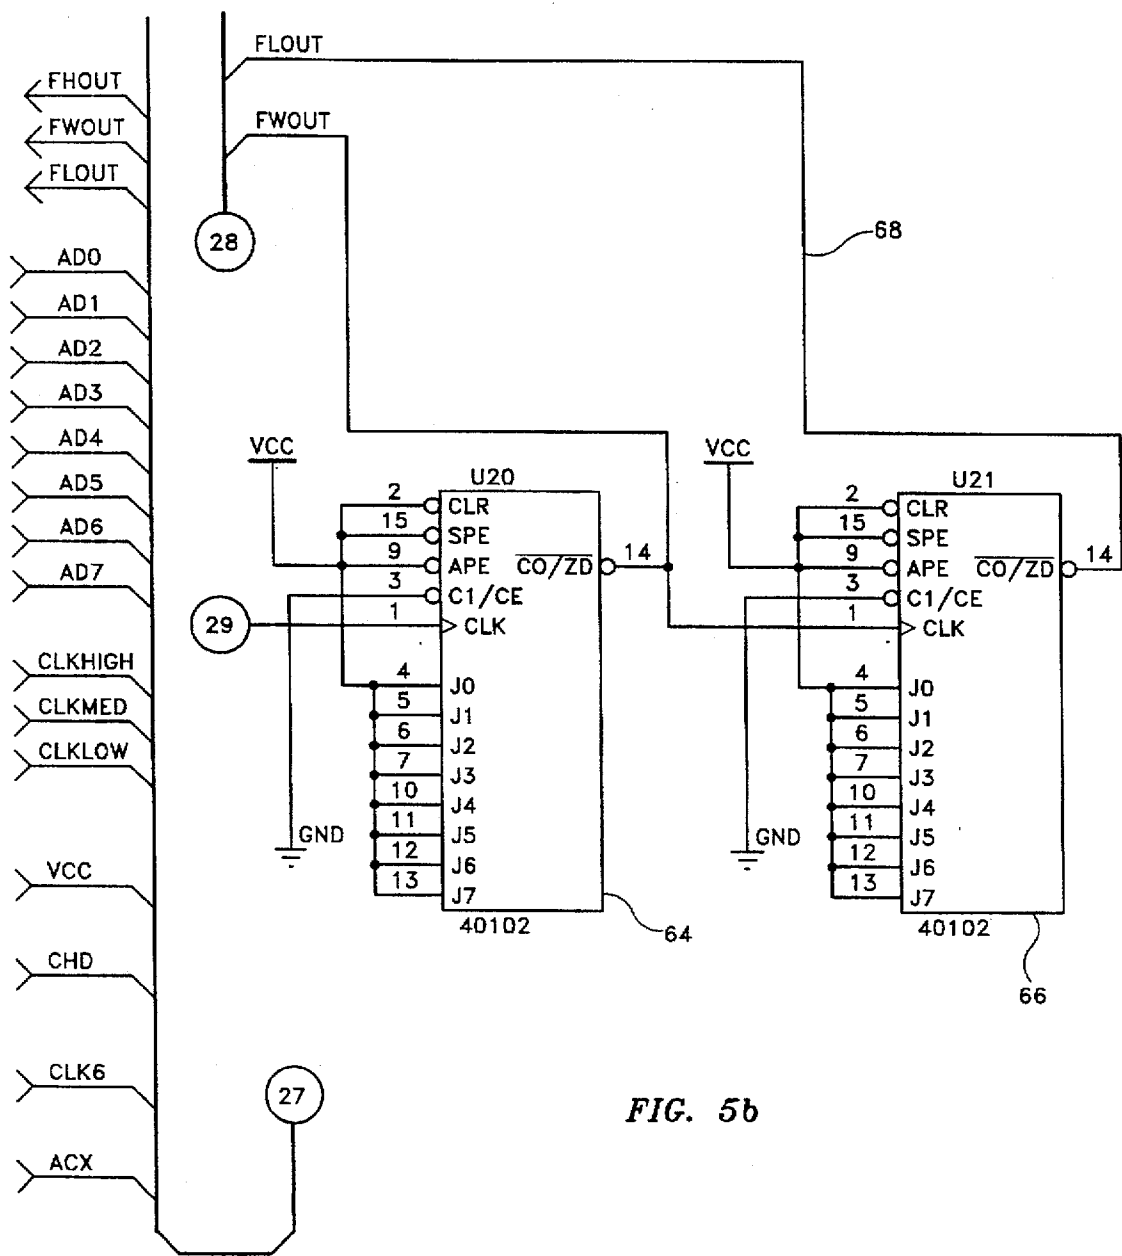 FLOUT
FHOUT
FWOUT
FWOUT
FLOUT
28
68
AD0
AD1
AD2
AD3
AD4
AD5
AD6
AD7
CLKHIGH
CLKMED
CLKLOW
VCC
CHD
CLK6
ACX
27
29
VCC
U20
2 CLR
15 SPE
9 APE
3 C1/CE
1 CLK
CO/ZD 14
4 J0
5 J1
6 J2
7 J3
10 J4
11 J5
12 J6
13 J7
GND
40102
64
VCC
U21
2 CLR
15 SPE
9 APE
3 C1/CE
1 CLK
CO/ZD 14
4 J0
5 J1
6 J2
7 J3
10 J4
11 J5
12 J6
13 J7
GND
40102
66
FIG. 5b